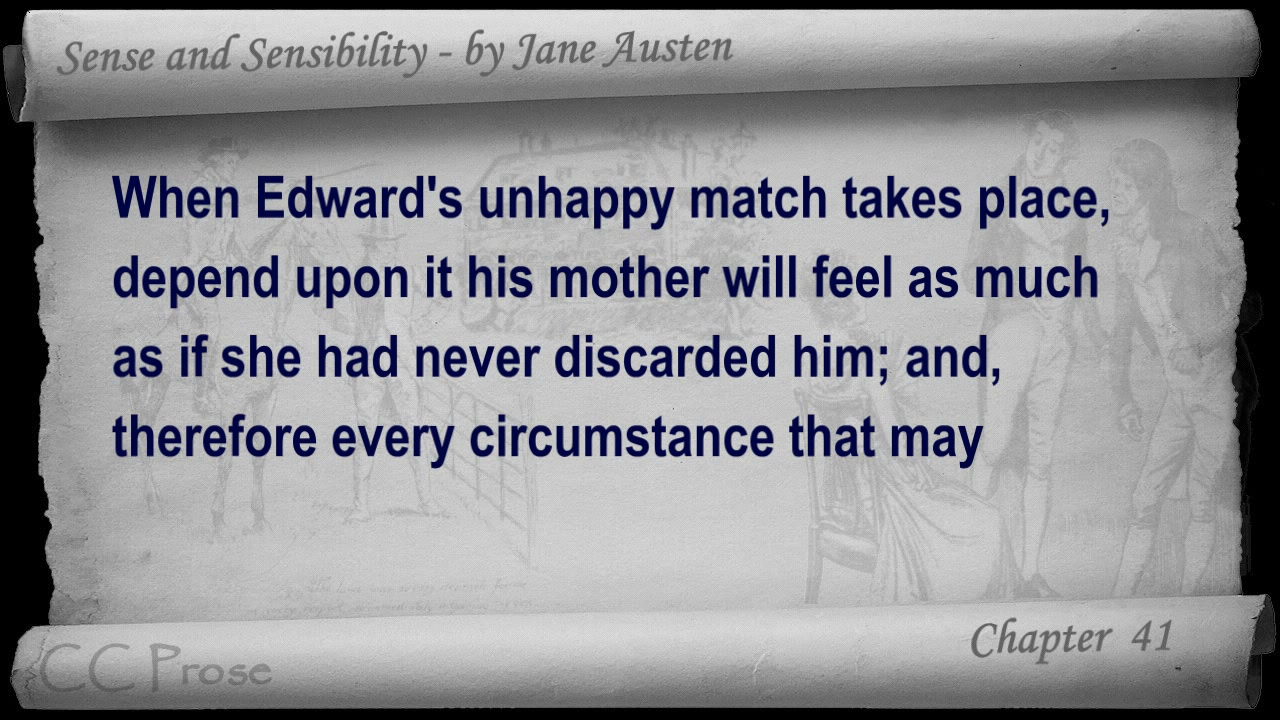 Sense and Sensibility - by Jane Austen
When Edward's unhappy match takes place,
depend upon it his mother will feel as much
as if she had never discarded him; and,
therefore every circumstance that may
Chapter 41
CC Prose